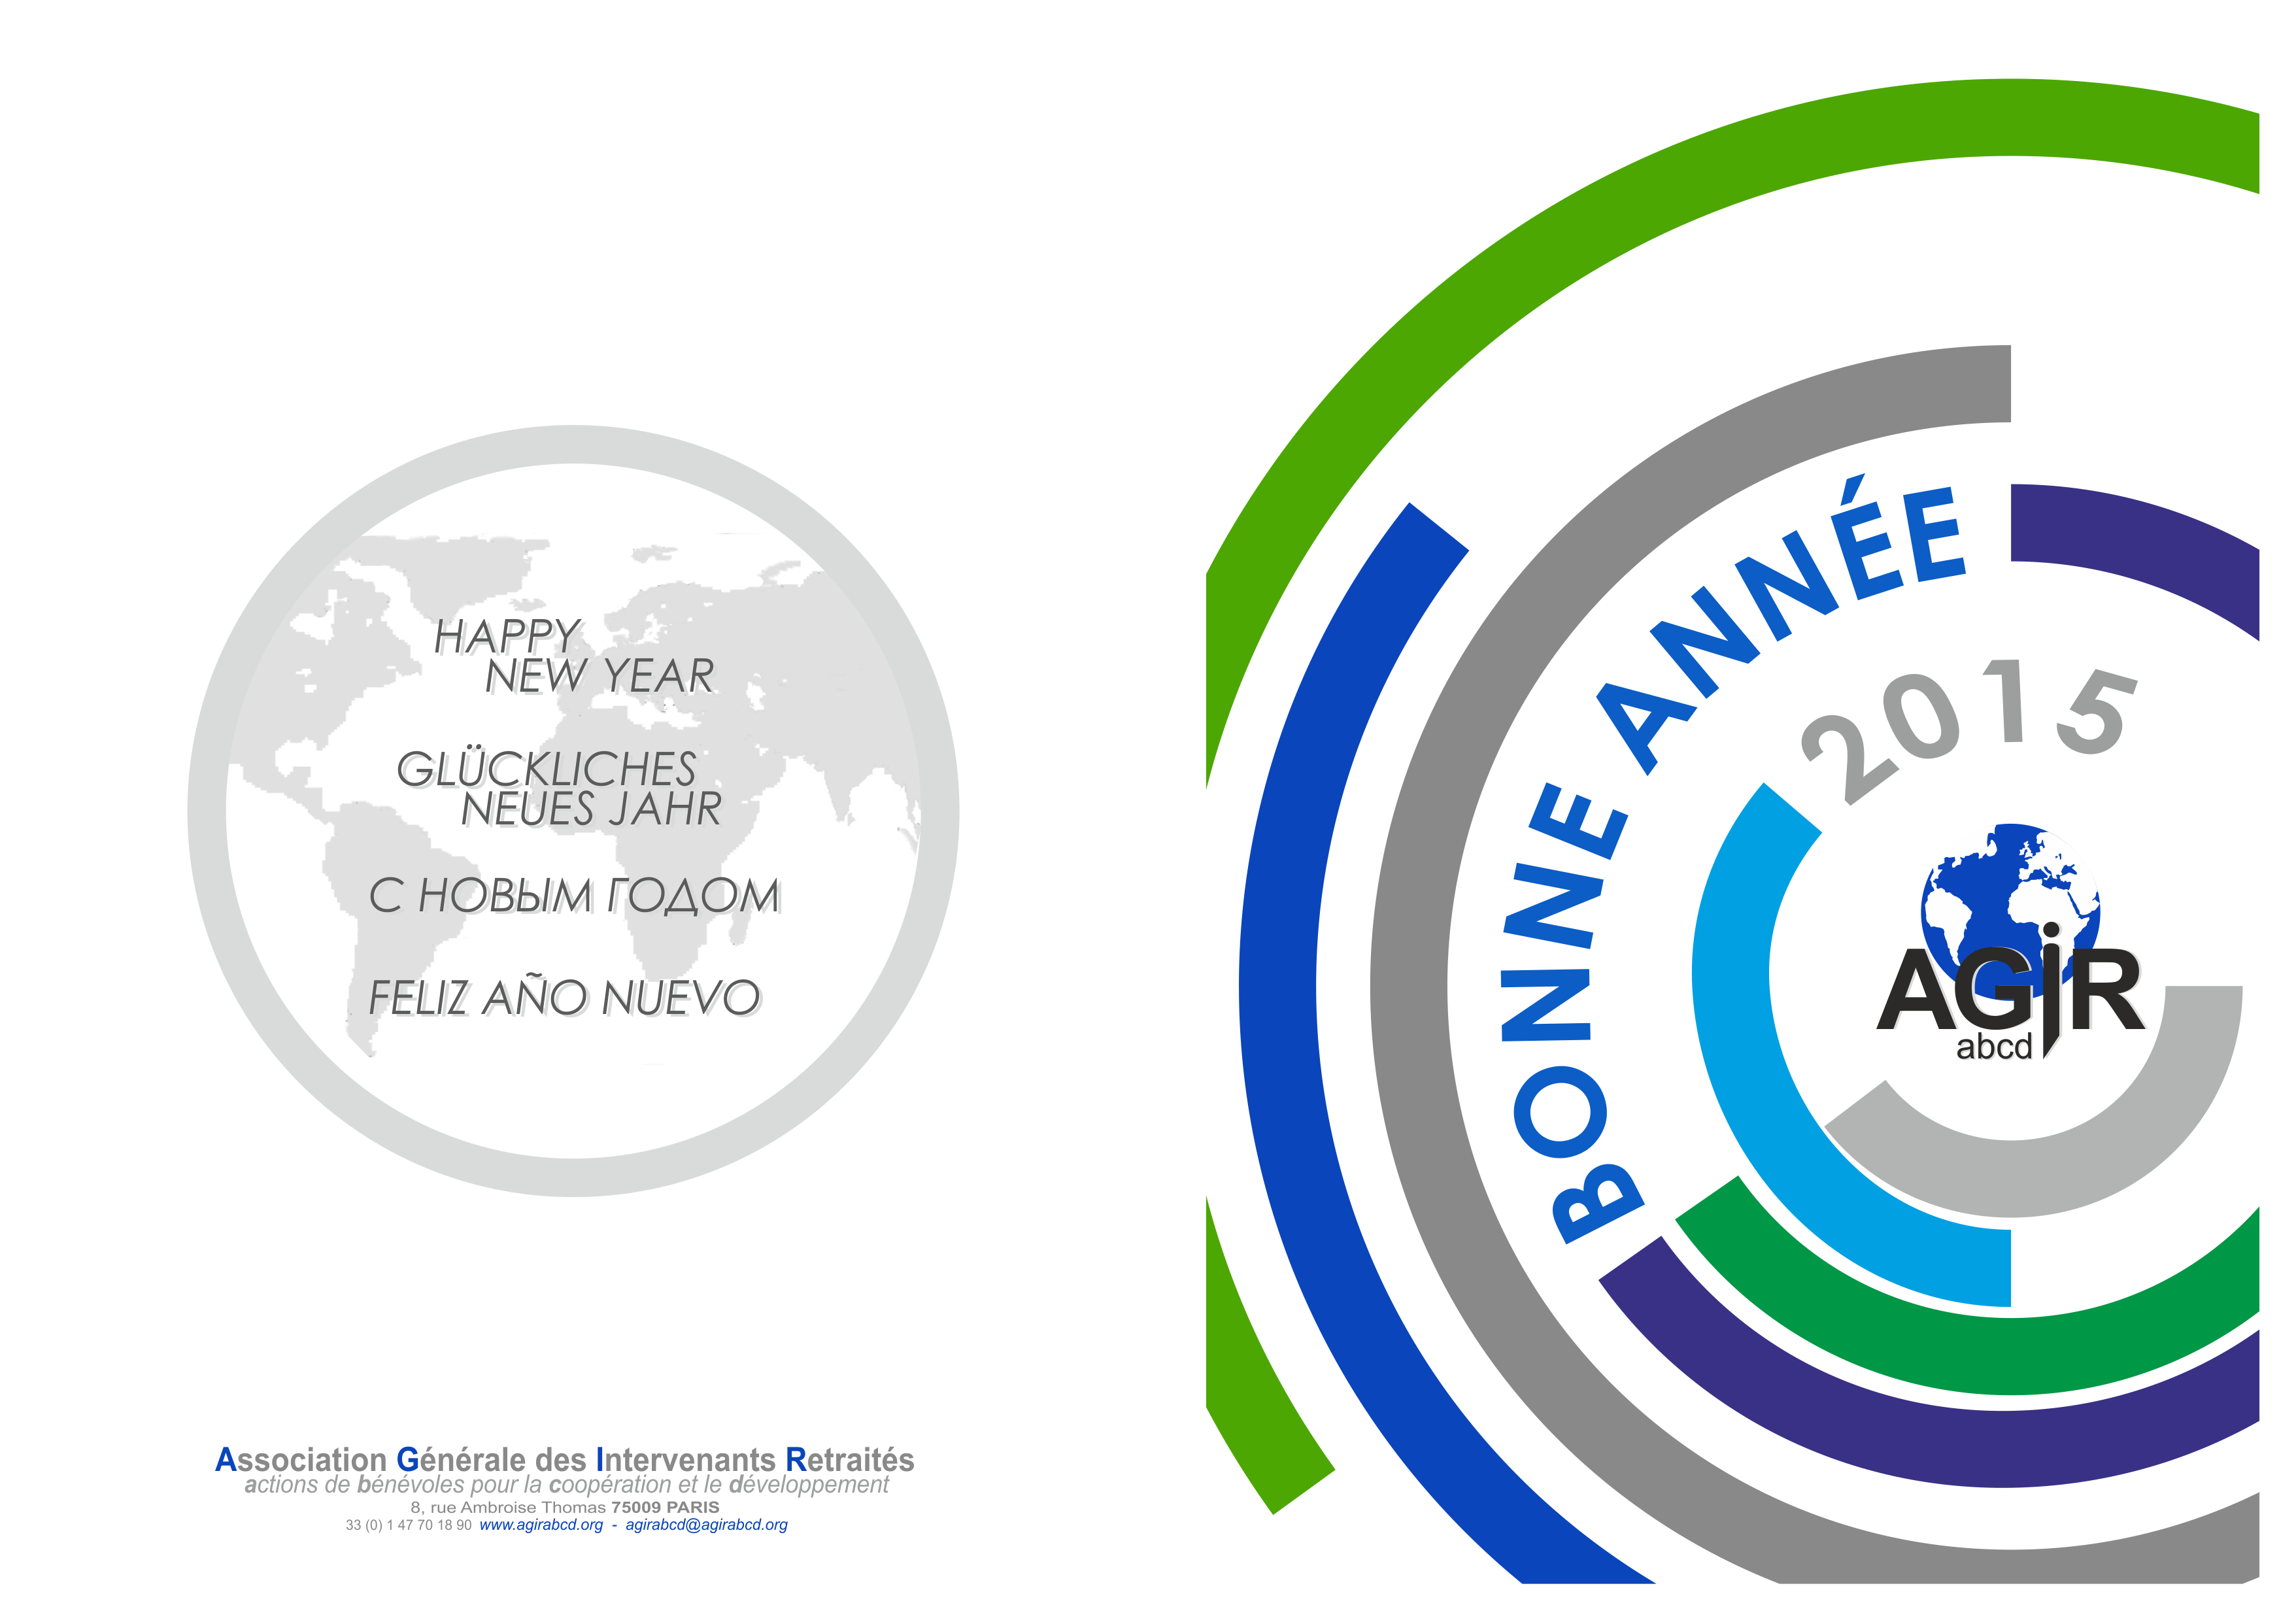 HAPPY
NEW YEAR
GLÜCKLICHES
NEUES JAHR
С НОВЫМ ГОДОМ
FELIZ AÑO NUEVO
Association Générale des Intervenants Retraités
actions de bénévoles pour la coopération et le développement
8, rue Ambroise Thomas 75009 PARIS
33 (0) 1 47 70 18 90 www.agirabcd.org - agirabcd@agirabcd.org
BONNE ANNÉE
2015
AGiR
abcd